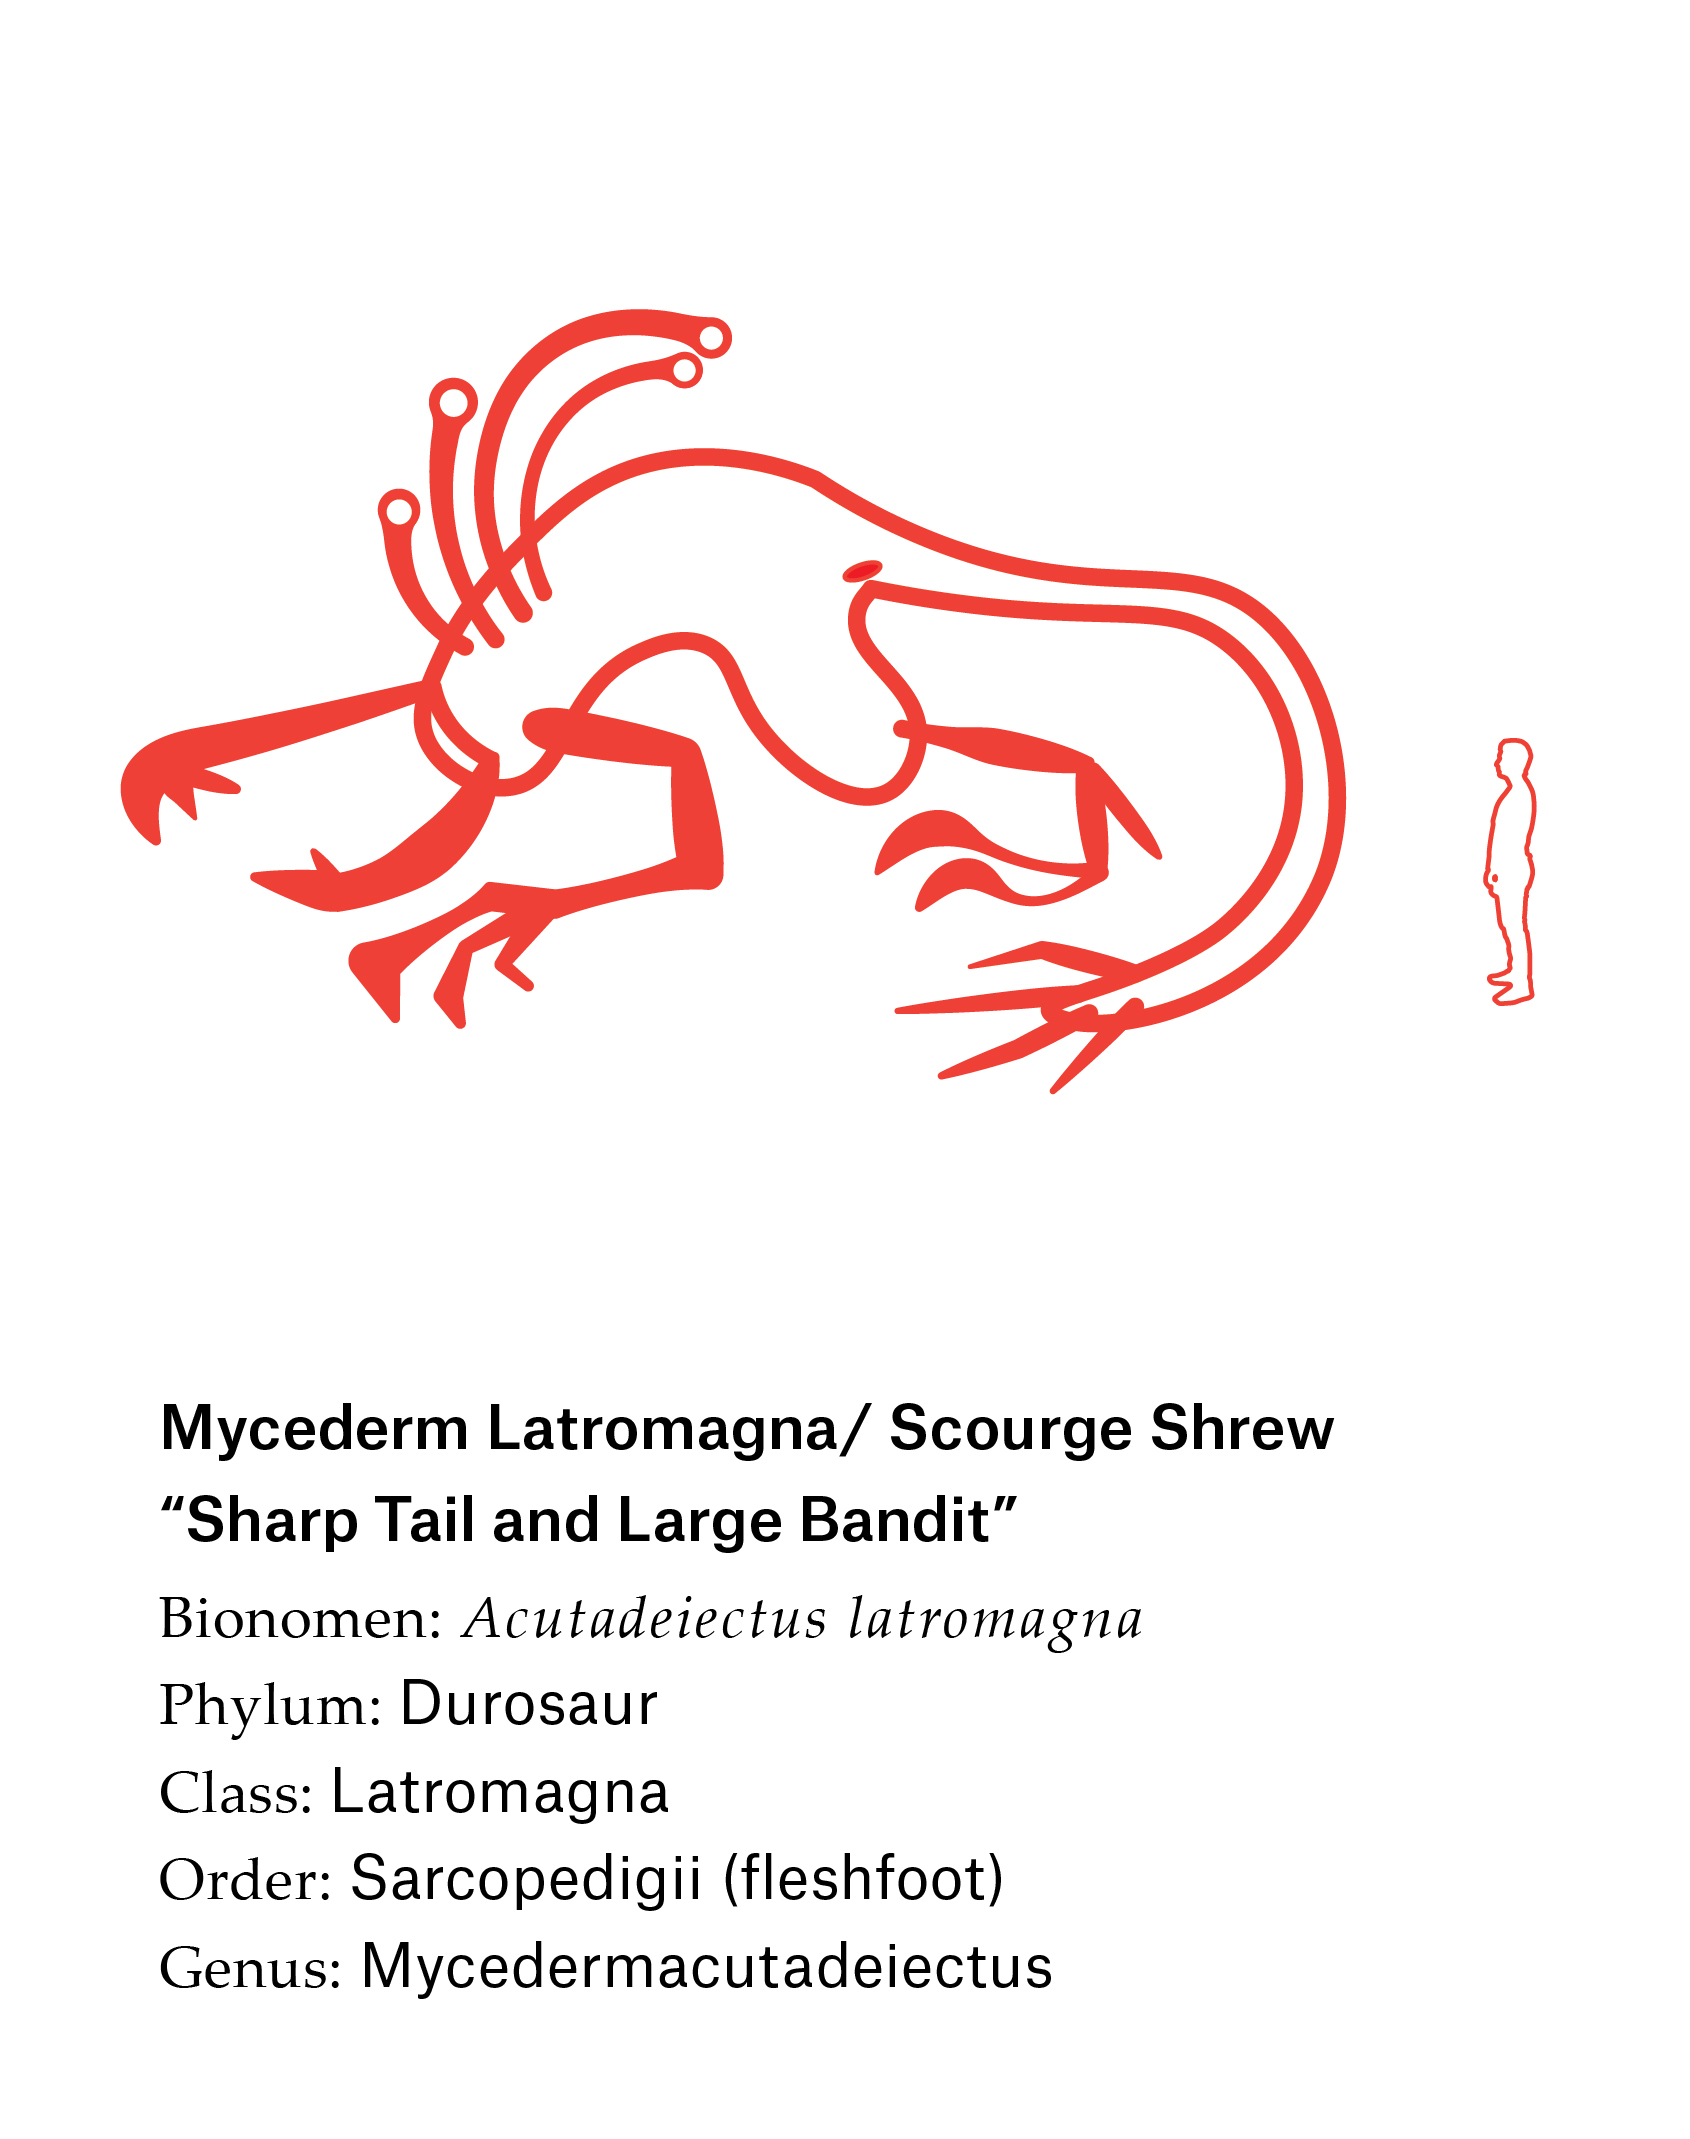 Mycederm Latromagna/ Scourge Shrew
“Sharp Tail and Large Bandit”
Bionomen: Acutadeiectus latromagna
Phylum: Durosaur
Class: Latromagna
Order: Sarcopedigii (fleshfoot)
Genus: Mycedermacutadeiectus